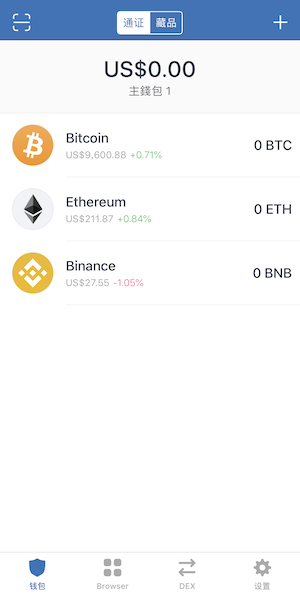 通证 藏品
US$0.00
主錢包 1
Bitcoin
US$9,600.88 +0.71%
0 BTC
Ethereum
US$211.87 +0.84%
0 ETH
Binance
US$27.55 -1.05%
0 BNB
钱包 Browser DEX 设置